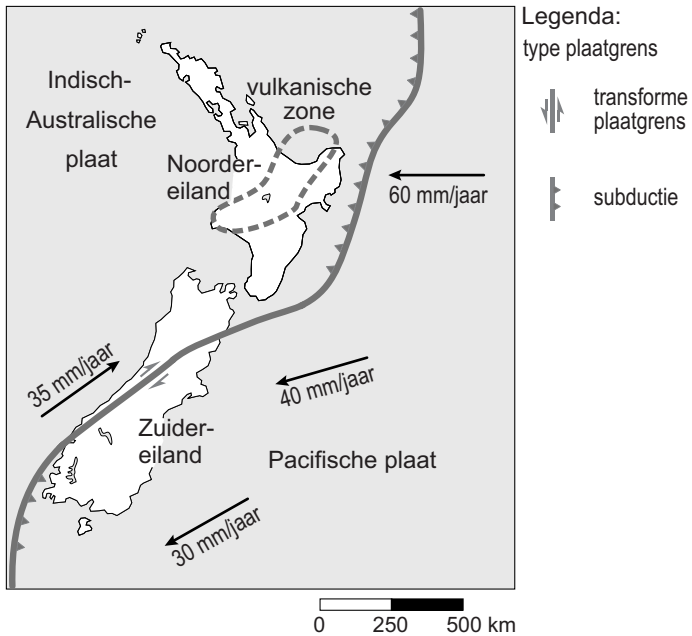 Legenda:
type plaatgrens
transforme
plaatgrens
subductie
Indisch-
Australische
plaat
vulkanische
zone
Noorder-
eiland
60 mm/jaar
35 mm/jaar
40 mm/jaar
Zuider-
eiland
Pacifische plaat
30 mm/jaar
0 250 500 km